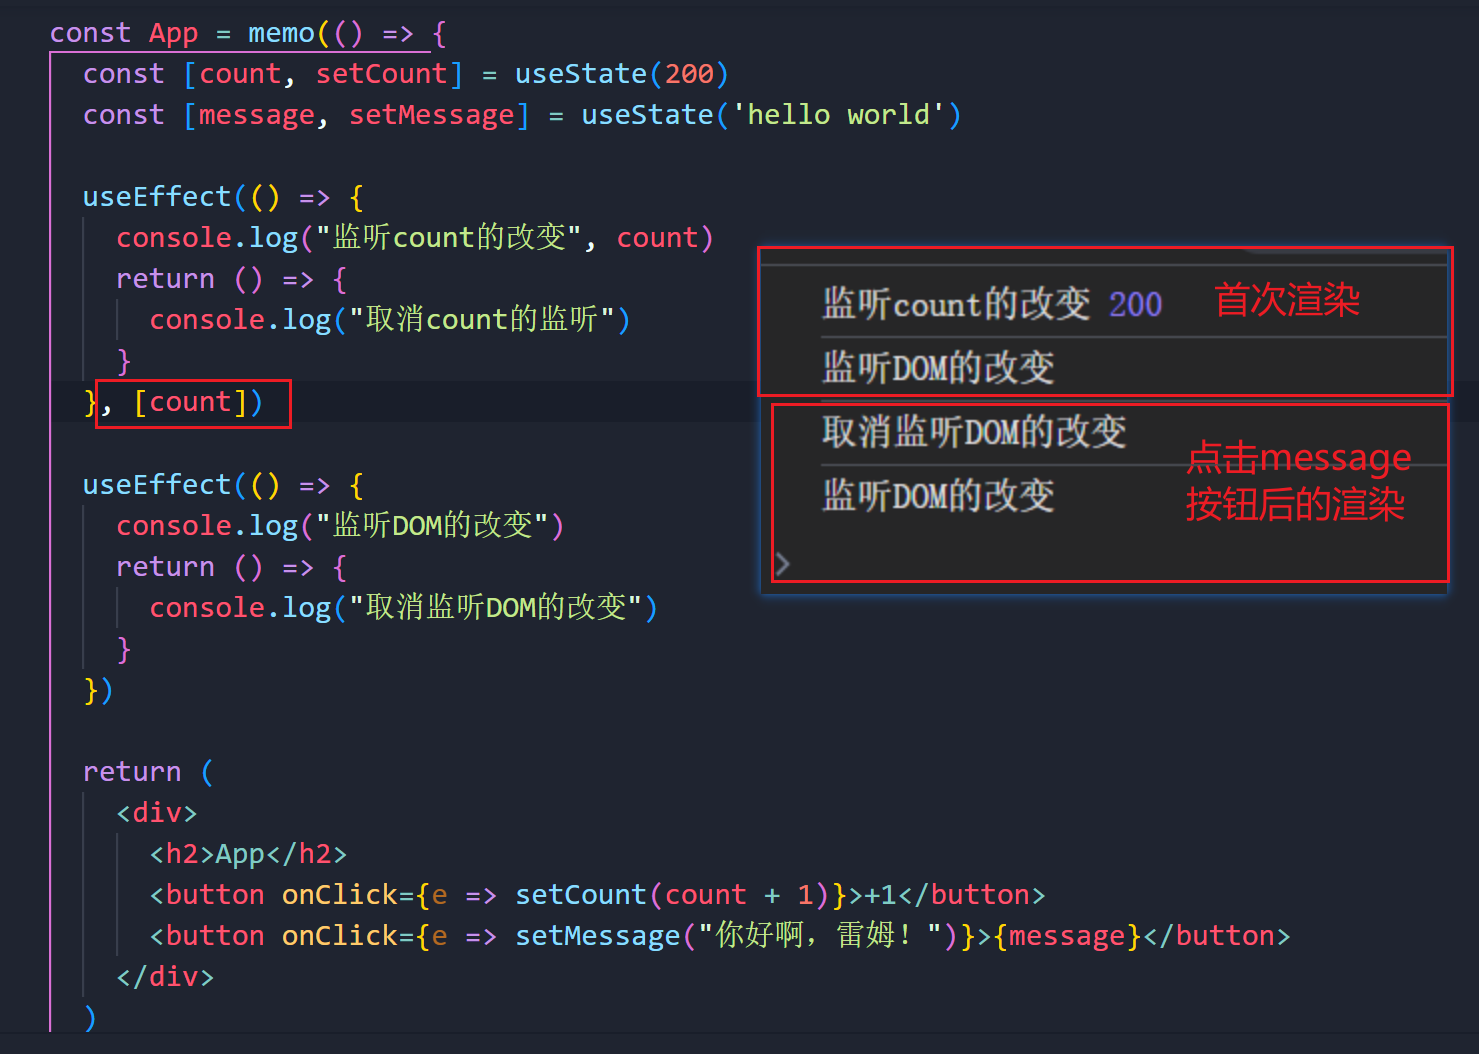 const App = memo(() => {
const [count, setCount] = useState(200)
const [message, setMessage] = useState('hello world')
useEffect(() => {
console.log("监听count的改变", count)
return () => {
console.log("取消count的监听")
}
}, [count])
useEffect(() => {
console.log("监听DOM的改变")
return () => {
console.log("取消监听DOM的改变")
}
})
return (
<div>
<h2>App</h2>
<button onClick={e => setCount(count + 1)}>+1</button>
<button onClick={e => setMessage("你好啊，雷姆！")}>{message}</button>
</div>
)
监听count的改变 200
首次渲染
监听DOM的改变
取消监听DOM的改变
监听DOM的改变
点击message
按钮后的渲染